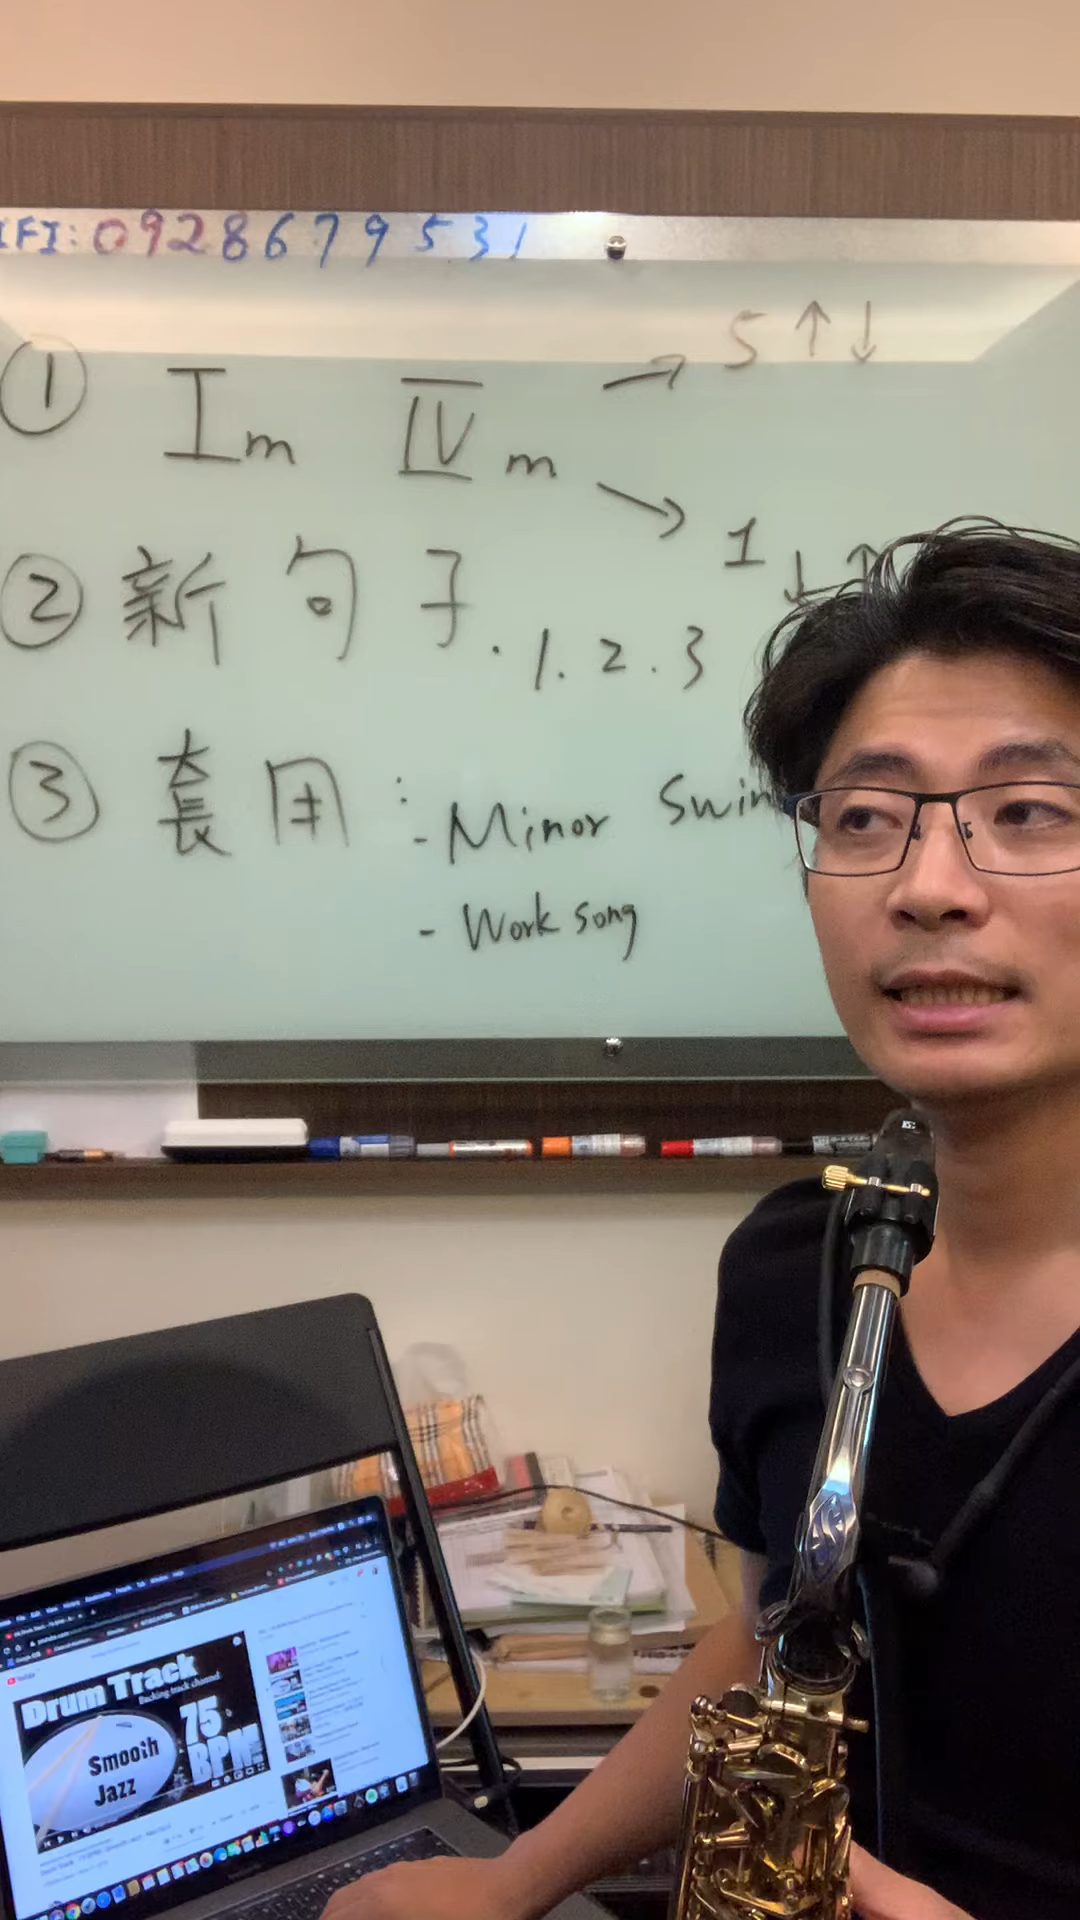 IFI: 0928679531
① Im IVm → 5 ↑ ↓
→ 1 ↓ ↑
② 新句子. 1. 2. 3
③ 套用: - Minor Swin
- Work song
Drum Track
Backing track channel
75 BPM
Smooth Jazz